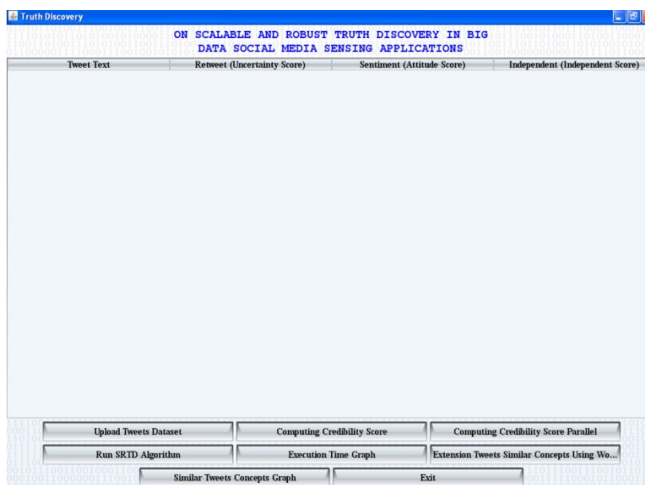 Truth Discovery
ON SCALABLE AND ROBUST TRUTH DISCOVERY IN BIG
DATA SOCIAL MEDIA SENSING APPLICATIONS
Tweet Text Retweet (Uncertainty Score) Sentiment (Attitude Score) Independent (Independent Score)
Upload Tweets Dataset Computing Credibility Score Computing Credibility Score Parallel
Run SRTD Algorithm Execution Time Graph Extension Tweets Similar Concepts Using Wo...
Similar Tweets Concepts Graph Exit